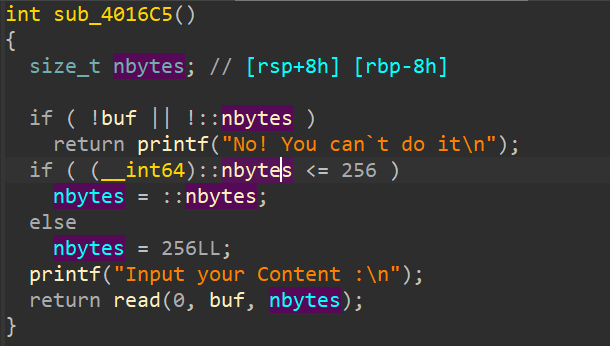 int sub_4016C5()
{
  size_t nbytes; // [rsp+8h] [rbp-8h]

  if ( !buf || !::nbytes )
    return printf("No! You can`t do it\n");
  if ( (__int64)::nbytes <= 256 )
    nbytes = ::nbytes;
  else
    nbytes = 256LL;
  printf("Input your Content :\n");
  return read(0, buf, nbytes);
}